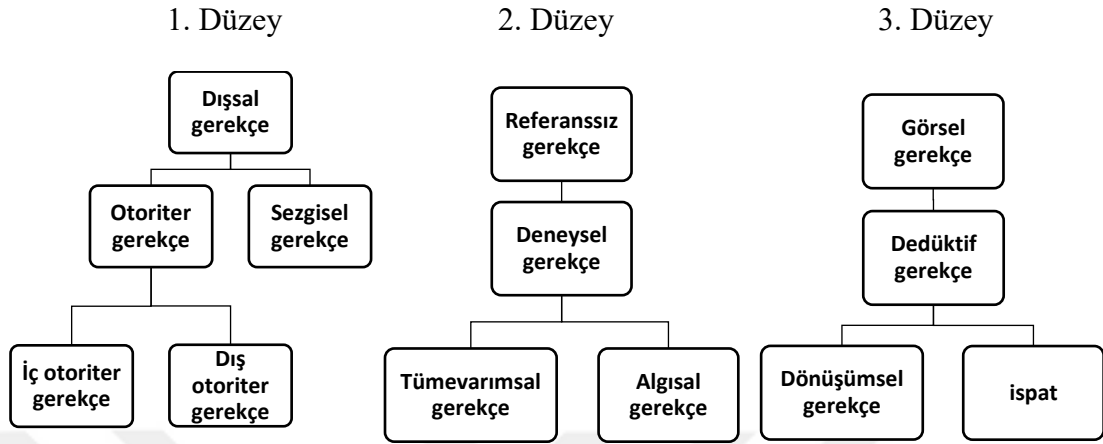 1. Düzey
2. Düzey
3. Düzey
Dışsal
gerekçe
Otoriter
gerekçe
Sezgisel
gerekçe
İç otoriter
gerekçe
Dış
otoriter
gerekçe
Referanssız
gerekçe
Deneysel
gerekçe
Tümevarımsal
gerekçe
Algısal
gerekçe
Görsel
gerekçe
Dedüktif
gerekçe
Dönüşümsel
gerekçe
ispat